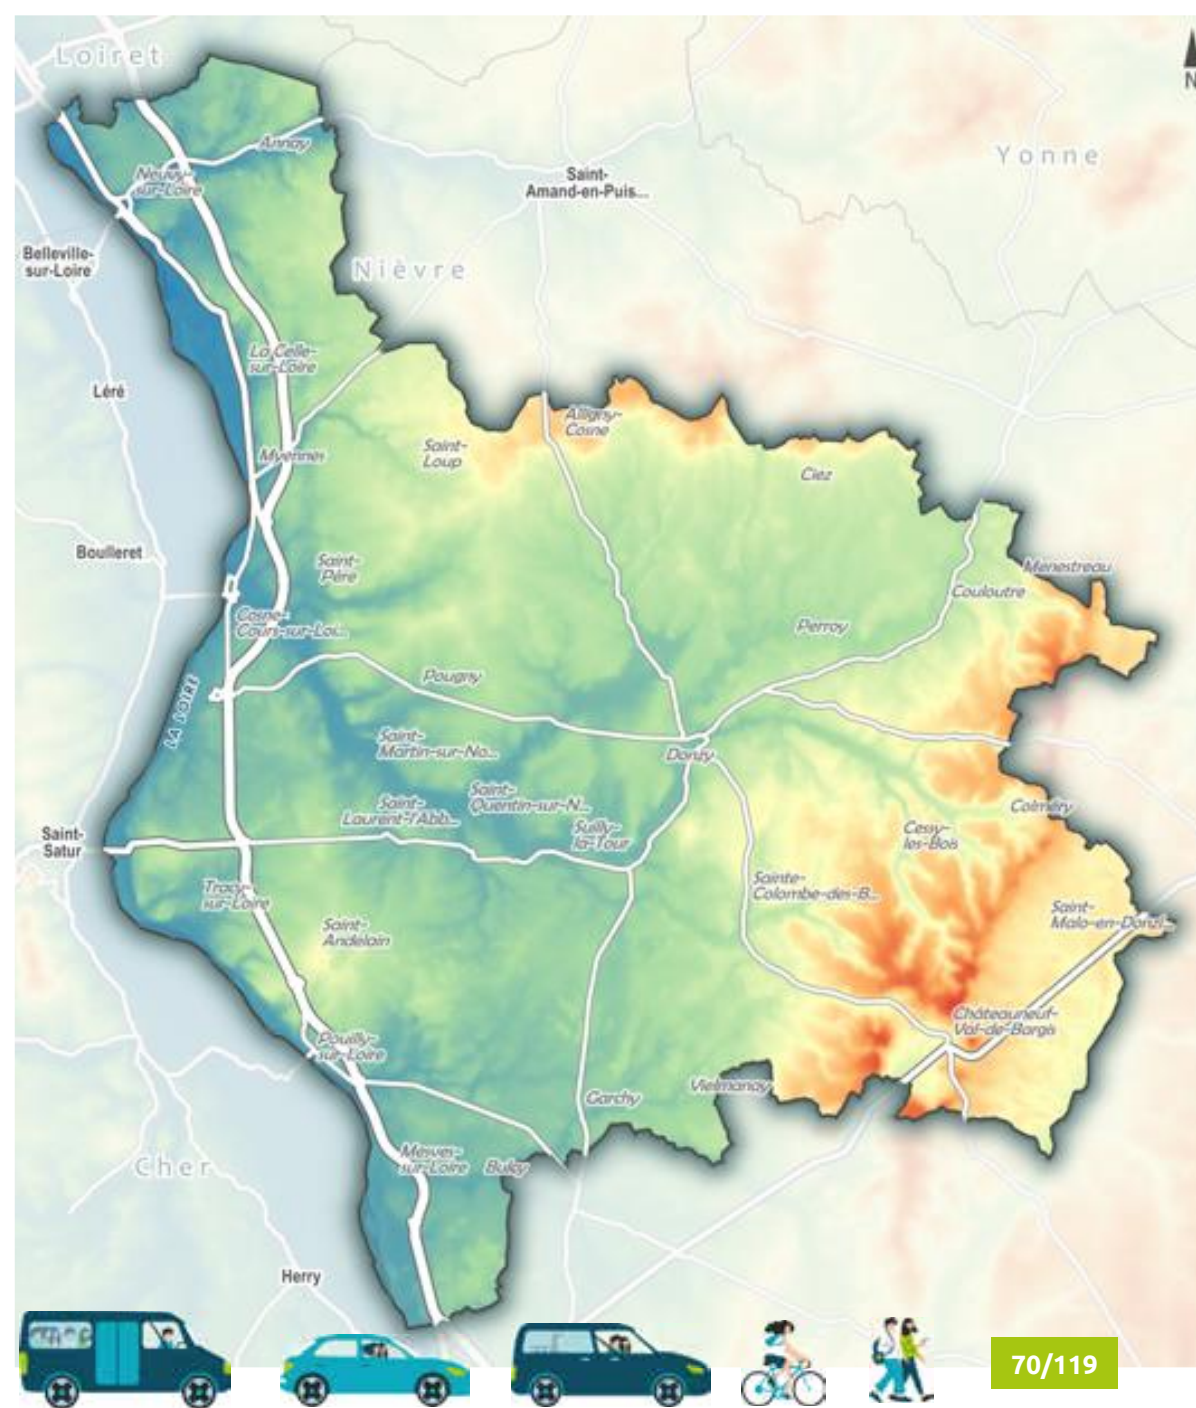 Loiret
N
Annay
Yonne
Neuvy-
sur-Loire
Saint-
Amand-en-Puis...
Belleville-
sur-Loire
Nièvre
La Celle-
sur-Loire
Léré
Alligny-
Cosne
Myennes
Saint-
Loup
Ciez
Boulleret
Saint-
Père
Menestreau
Couloutre
Cosne-
Cours-sur-Loi...
Perroy
Pougny
LA LOIRE
Saint-
Martin-sur-No...
Donzy
Saint-
Quentin-sur-N...
Saint-
Laurent-l'Abb...
Colméry
Saint-
Satur
Suilly-
la-Tour
Cessy-
les-Bois
Tracy-
sur-Loire
Sainte-
Colombe-des-B...
Saint-
Malo-en-Donzi...
Saint-
Andelain
Châteauneuf-
Val-de-Bargis
Pouilly-
sur-Loire
Vielmanay
Garchy
Mesves-
sur-Loire
Bulcy
Cher
Herry
70/119